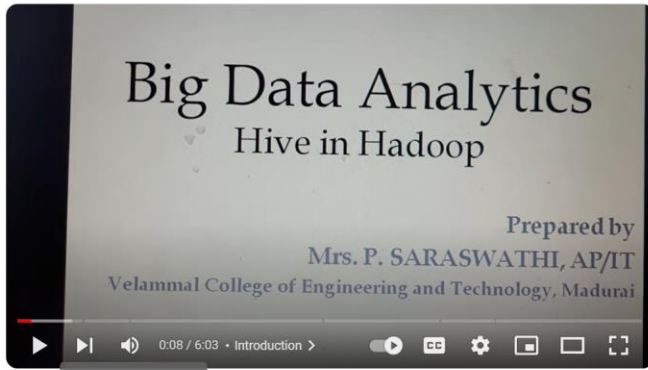 Big Data Analytics
Hive in Hadoop
Prepared by
Mrs. P. SARASWATHI, AP/IT
Velammal College of Engineering and Technology, Madurai
0:08 / 6:03 • Introduction >
CC